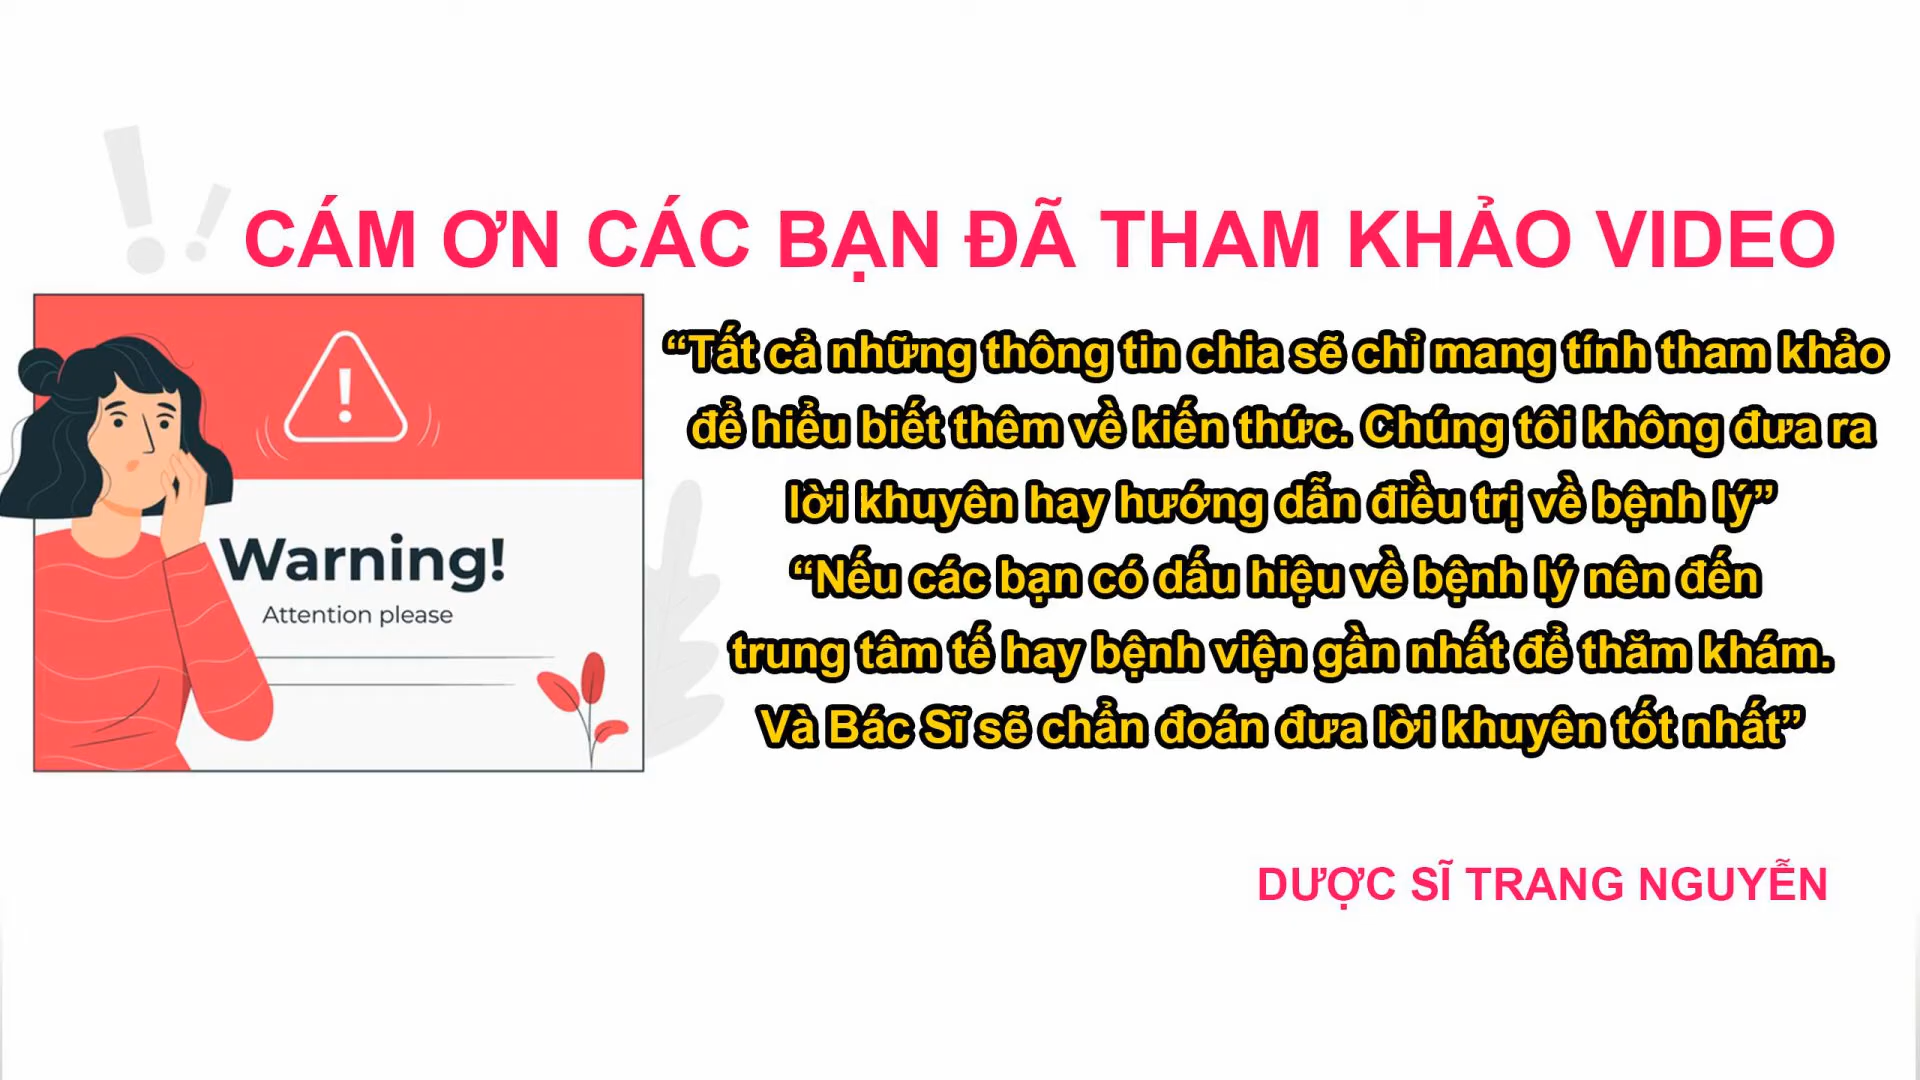 CÁM ƠN CÁC BẠN ĐÃ THAM KHẢO VIDEO
“Tất cả những thông tin chia sẽ chỉ mang tính tham khảo
để hiểu biết thêm về kiến thức. Chúng tôi không đưa ra
lời khuyên hay hướng dẫn điều trị về bệnh lý”
“Nếu các bạn có dấu hiệu về bệnh lý nên đến
trung tâm tế hay bệnh viện gần nhất để thăm khám.
Và Bác Sĩ sẽ chẩn đoán đưa lời khuyên tốt nhất”
Warning!
Attention please
DƯỢC SĨ TRANG NGUYỄN